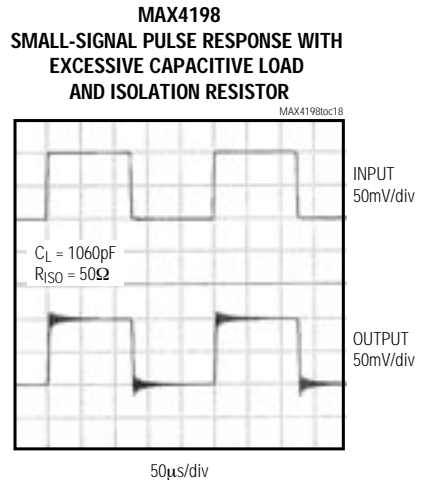 MAX4198
SMALL-SIGNAL PULSE RESPONSE WITH
EXCESSIVE CAPACITIVE LOAD
AND ISOLATION RESISTOR
MAX4198toc18
INPUT
50mV/div
CL = 1060pF
RISO = 50Ω
OUTPUT
50mV/div
50µs/div